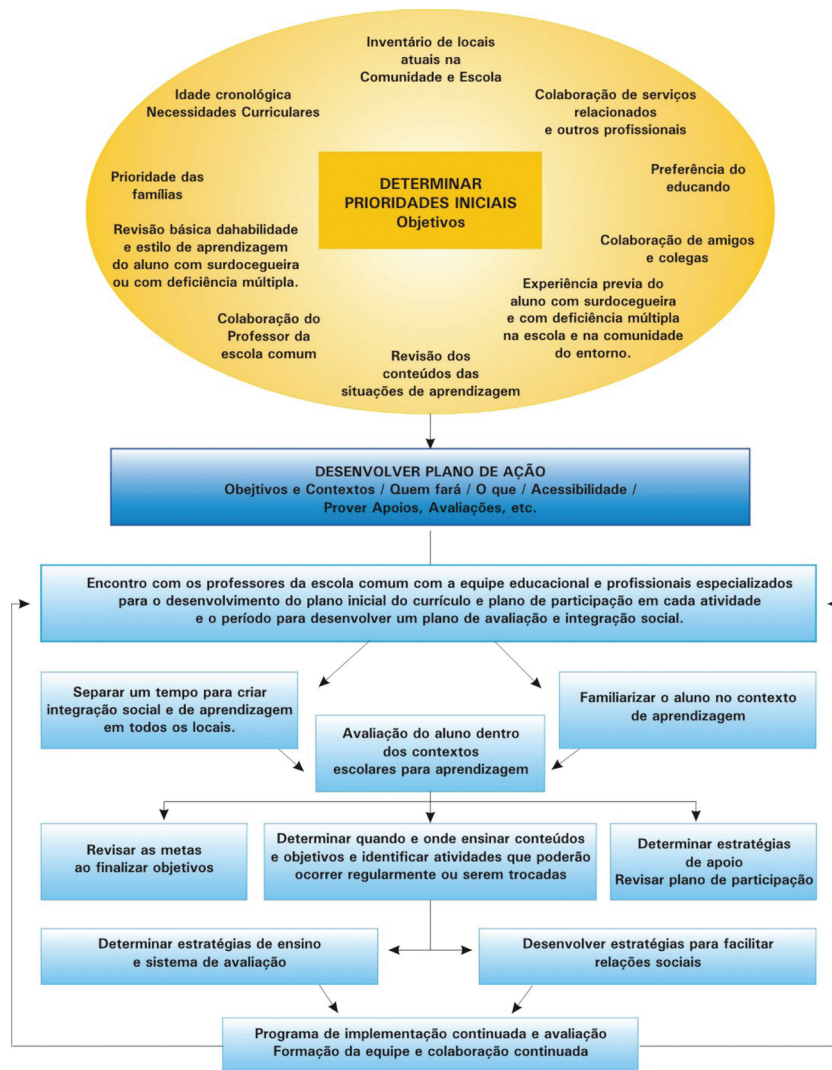 Inventário de locais
atuais na
Comunidade e Escola
Idade cronológica
Necessidades Curriculares
Colaboração de serviços
relacionados
e outros profissionais
Prioridade das
famílias
DETERMINAR
PRIORIDADES INICIAIS
Objetivos
Preferência do
educando
Revisão básica dahabilidade
e estilo de aprendizagem
do aluno com surdocegueira
ou com deficiência múltipla.
Colaboração de amigos
e colegas
Experiência previa do
aluno com surdocegueira
e com deficiência múltipla
na escola e na comunidade
do entorno.
Colaboração do
Professor da
escola comum
Revisão dos
conteúdos das
situações de aprendizagem
DESENVOLVER PLANO DE AÇÃO
Obejtivos e Contextos / Quem fará / O que / Acessibilidade /
Prover Apoios, Avaliações, etc.
Encontro com os professores da escola comum com a equipe educacional e profissionais especializados
para o desenvolvimento do plano inicial do currículo e plano de participação em cada atividade
e o período para desenvolver um plano de avaliação e integração social.
Separar um tempo para criar
integração social e de aprendizagem
em todos os locais.
Familiarizar o aluno no contexto
de aprendizagem
Avaliação do aluno dentro
dos contextos
escolares para aprendizagem
Revisar as metas
ao finalizar objetivos
Determinar quando e onde ensinar conteúdos
e objetivos e identificar atividades que poderão
ocorrer regularmente ou serem trocadas
Determinar estratégias
de apoio
Revisar plano de participação
Determinar estratégias de ensino
e sistema de avaliação
Desenvolver estratégias para facilitar
relações sociais
Programa de implementação continuada e avaliação
Formação da equipe e colaboração continuada